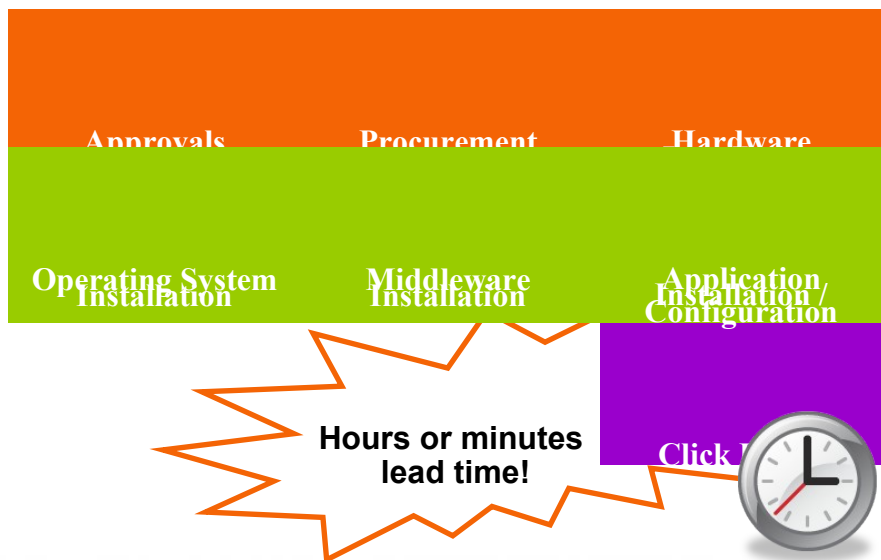 Approvals Procurement Hardware
Operating System Middleware Application
Installation Installation Installation /
Configuration
Hours or minutes
lead time!
Click